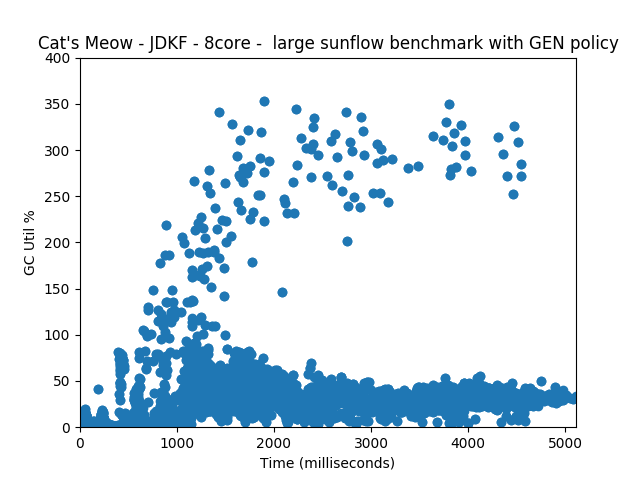 Cat's Meow - JDKF - 8core -  large sunflow benchmark with GEN policy
400
350
300
250
200
150
100
50
0
GC Util %
0 1000 2000 3000 4000 5000
Time (milliseconds)